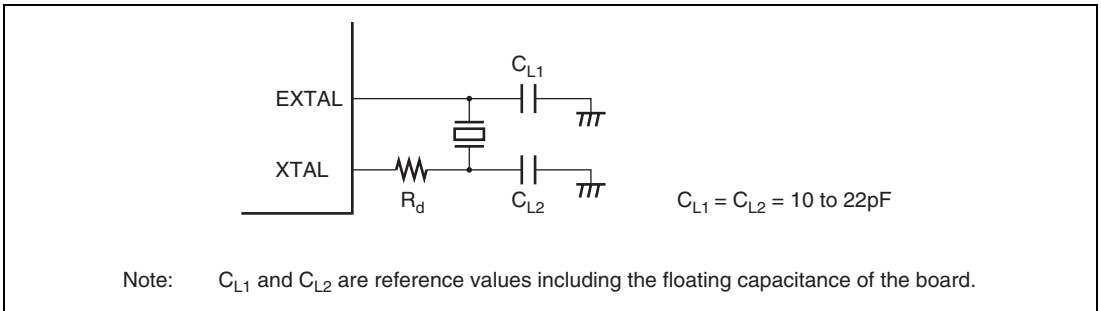 C_L1
EXTAL
XTAL
R_d
C_L2
C_L1 = C_L2 = 10 to 22pF
Note: C_L1 and C_L2 are reference values including the floating capacitance of the board.